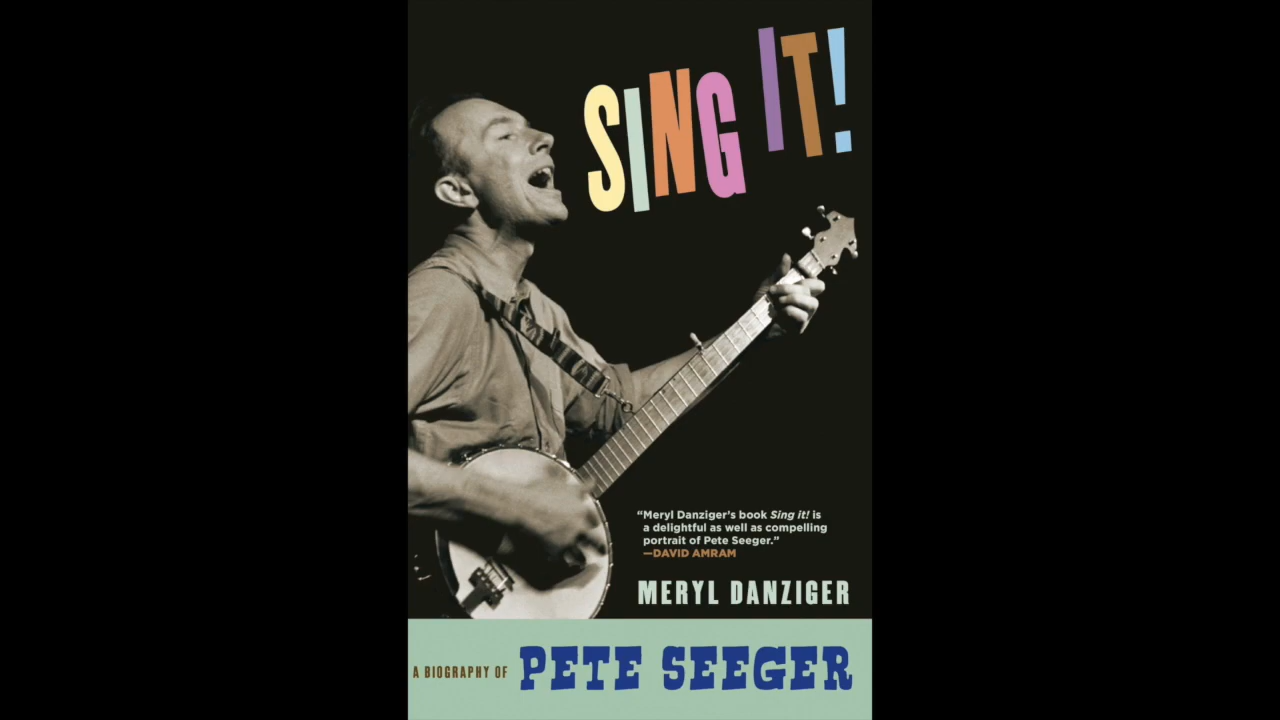 SING IT!
“Meryl Danziger’s book Sing it! is
a delightful as well as compelling
portrait of Pete Seeger.”
—DAVID AMRAM
MERYL DANZIGER
A BIOGRAPHY OF PETE SEEGER